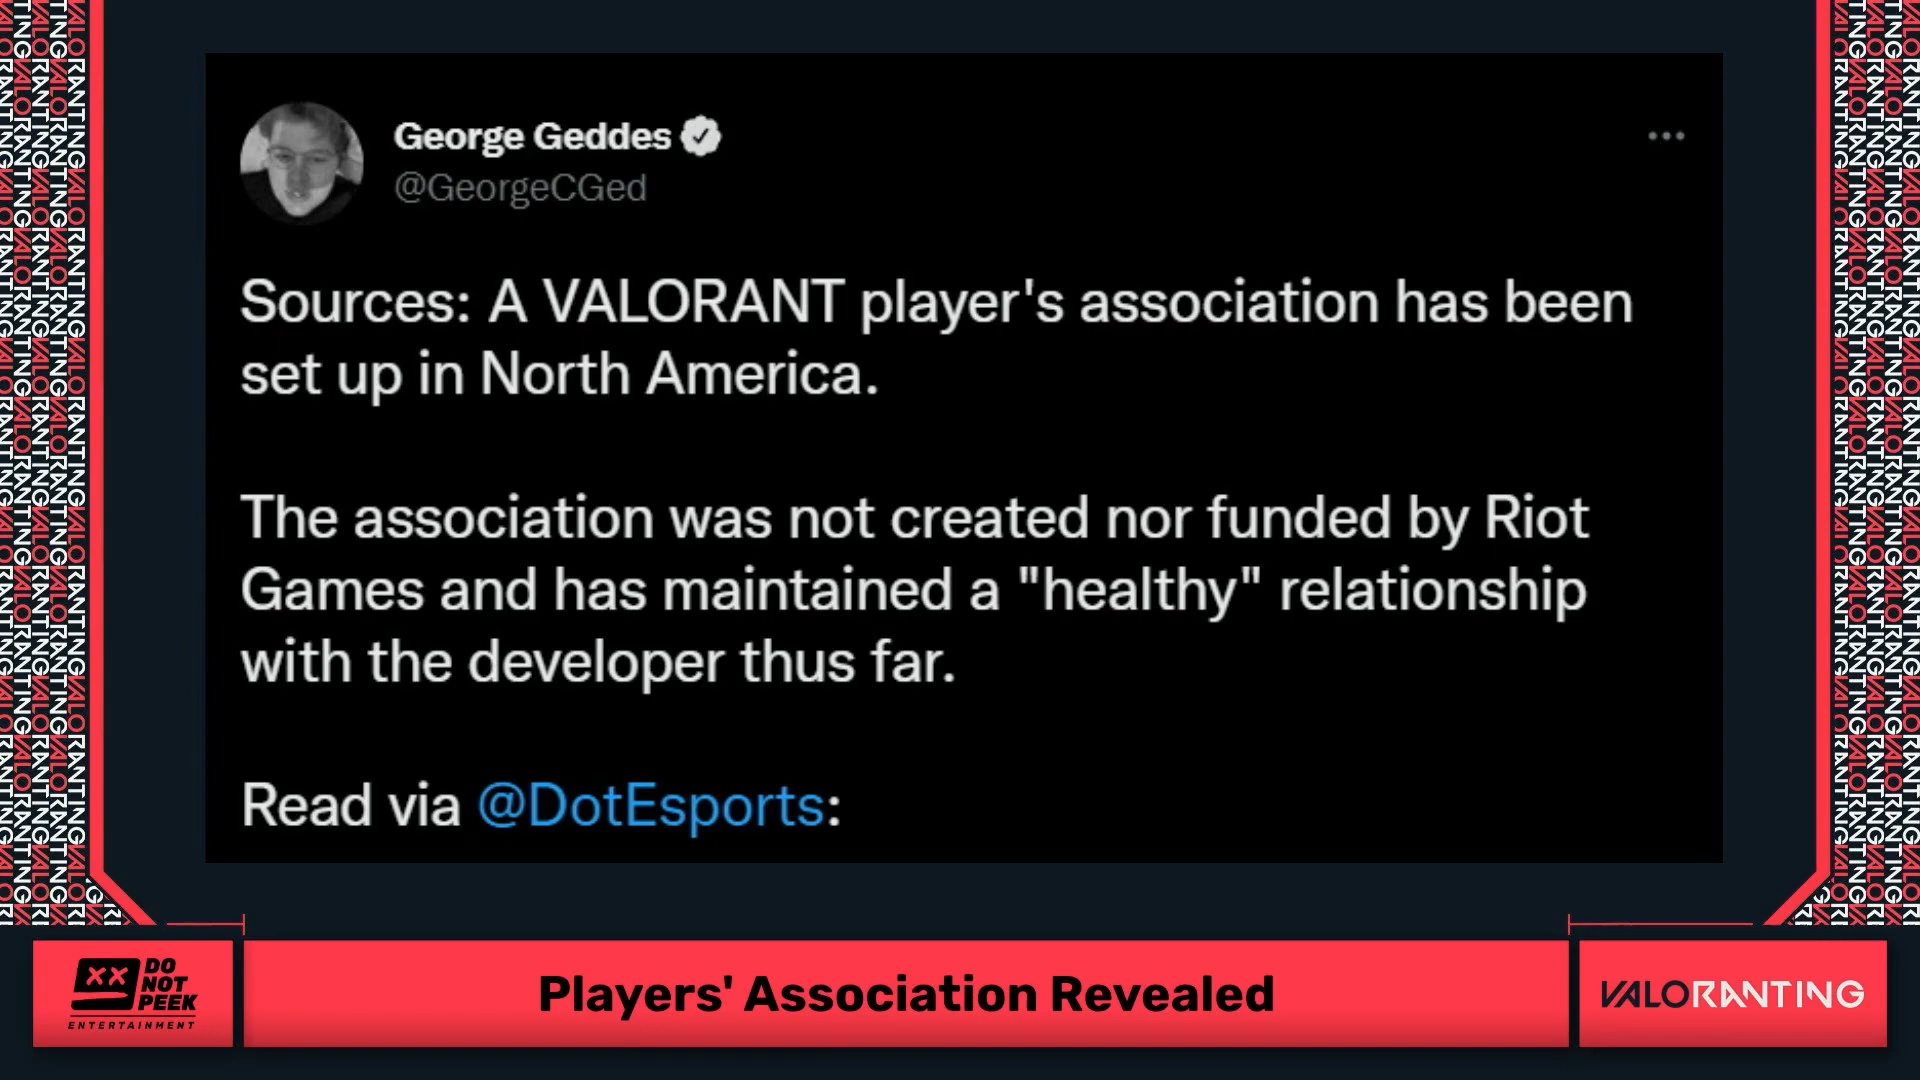 George Geddes
@GeorgeCGed
Sources: A VALORANT player's association has been
set up in North America.
The association was not created nor funded by Riot
Games and has maintained a "healthy" relationship
with the developer thus far.
Read via @DotEsports:
DO
NOT
PEEK
ENTERTAINMENT
Players' Association Revealed
VALORANTING